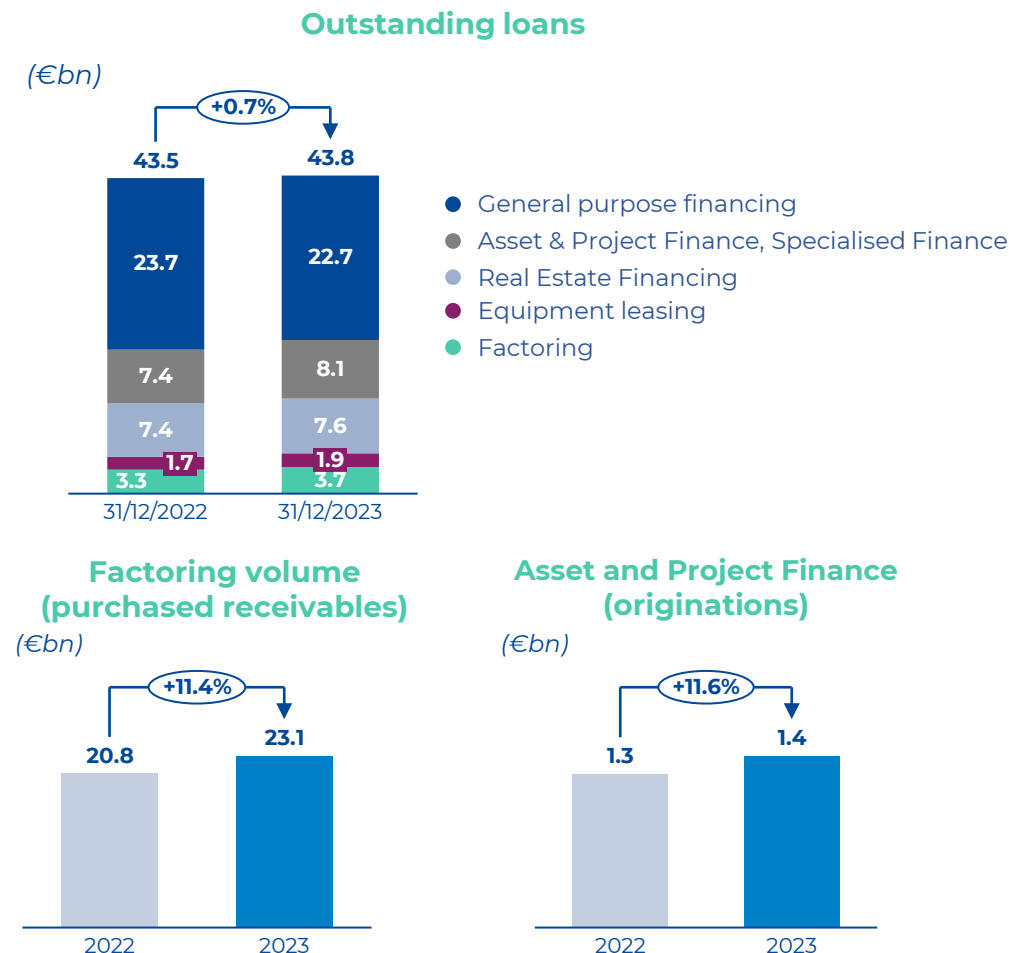 Outstanding loans
(€bn)
+0.7%
43.5
43.8
23.7
22.7
7.4
8.1
7.4
7.6
1.7
1.9
3.3
3.7
31/12/2022
31/12/2023
General purpose financing
Asset & Project Finance, Specialised Finance
Real Estate Financing
Equipment leasing
Factoring
Factoring volume
(purchased receivables)
(€bn)
+11.4%
20.8
23.1
2022
2023
Asset and Project Finance
(originations)
(€bn)
+11.6%
1.3
1.4
2022
2023